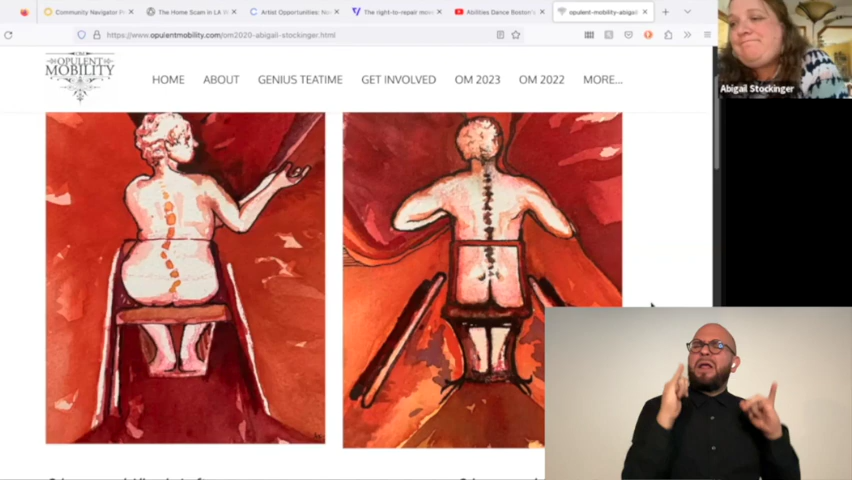 Community Navigator P
The Home Scam in LA S
Artist Opportunities: No
The right-to-repair move
Abilities Dance Boston's
opulent-mobility-abigail
https://www.opulentmobility.com/om2020-abigail-stockinger.html
OPULENT
MOBILITY
HOME
ABOUT
GENIUS TEATIME
GET INVOLVED
OM 2023
OM 2022
MORE...
Abigail Stockinger